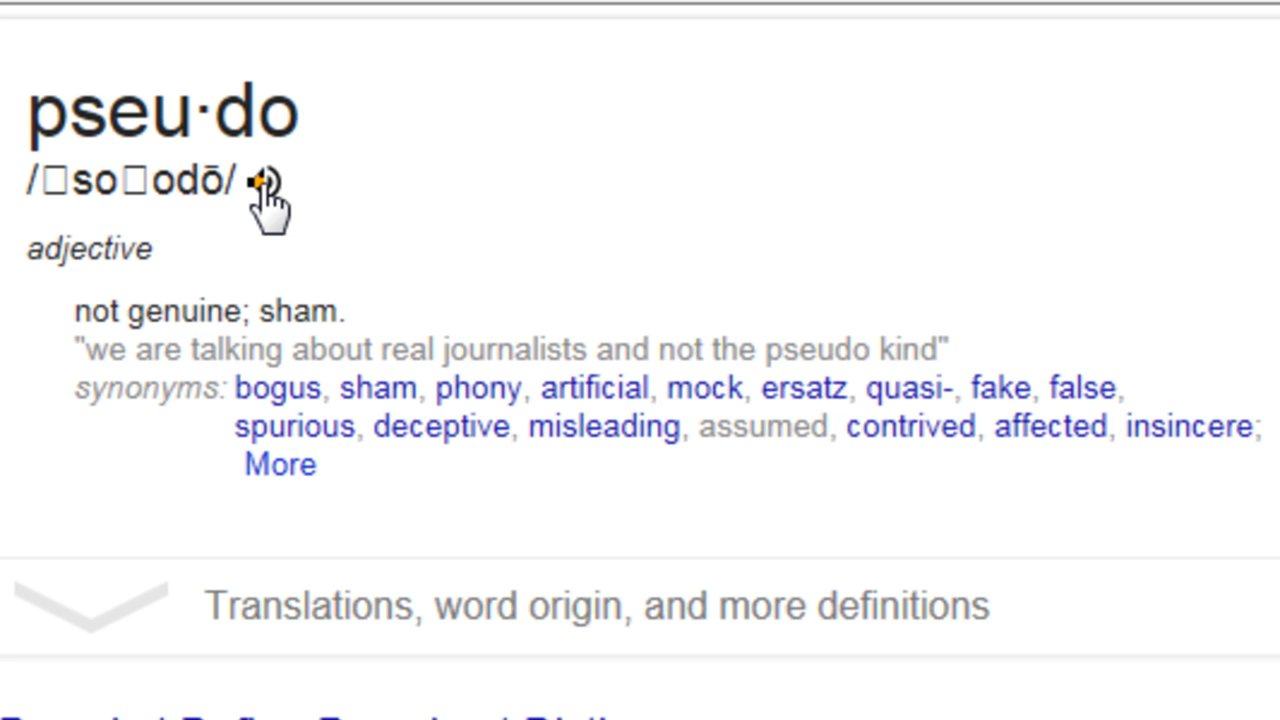 pseu·do
/□so□odō/
adjective
not genuine; sham.
"we are talking about real journalists and not the pseudo kind"
synonyms: bogus, sham, phony, artificial, mock, ersatz, quasi-, fake, false,
spurious, deceptive, misleading, assumed, contrived, affected, insincere;
More
Translations, word origin, and more definitions